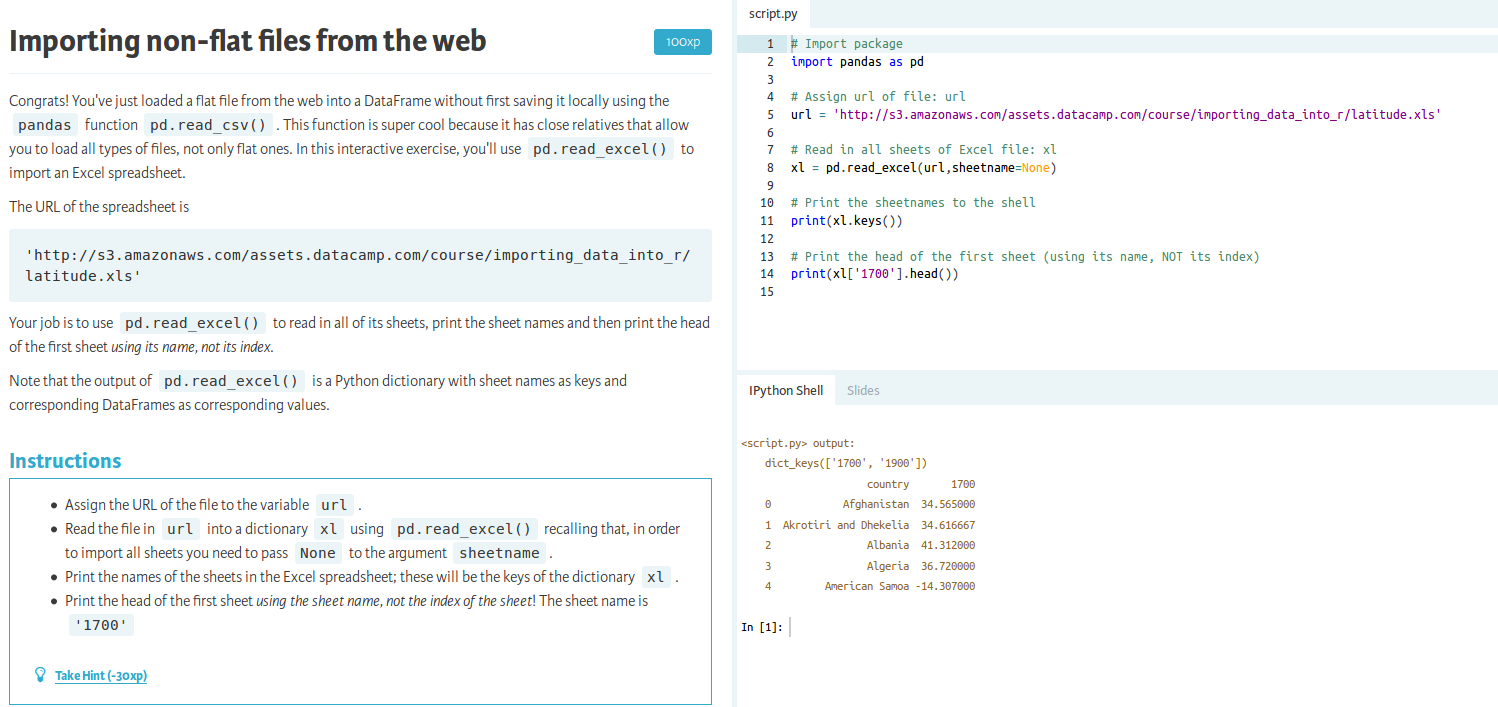 Importing non-flat files from the web
100xp
Congrats! You've just loaded a flat file from the web into a DataFrame without first saving it locally using the
pandas function pd.read_csv() . This function is super cool because it has close relatives that allow
you to load all types of files, not only flat ones. In this interactive exercise, you'll use pd.read_excel() to
import an Excel spreadsheet.
The URL of the spreadsheet is
'http://s3.amazonaws.com/assets.datacamp.com/course/importing_data_into_r/
latitude.xls'
Your job is to use pd.read_excel() to read in all of its sheets, print the sheet names and then print the head
of the first sheet using its name, not its index.
Note that the output of pd.read_excel() is a Python dictionary with sheet names as keys and
corresponding DataFrames as corresponding values.
Instructions
• Assign the URL of the file to the variable url .
• Read the file in url into a dictionary xl using pd.read_excel() recalling that, in order
to import all sheets you need to pass None to the argument sheetname .
• Print the names of the sheets in the Excel spreadsheet; these will be the keys of the dictionary xl .
• Print the head of the first sheet using the sheet name, not the index of the sheet! The sheet name is
'1700'
Take Hint (-30xp)
script.py
1 # Import package
2 import pandas as pd
3
4 # Assign url of file: url
5 url = 'http://s3.amazonaws.com/assets.datacamp.com/course/importing_data_into_r/latitude.xls'
6
7 # Read in all sheets of Excel file: xl
8 xl = pd.read_excel(url,sheetname=None)
9
10 # Print the sheetnames to the shell
11 print(xl.keys())
12
13 # Print the head of the first sheet (using its name, NOT its index)
14 print(xl['1700'].head())
15
IPython Shell Slides
<script.py> output:
dict_keys(['1700', '1900'])
country 1700
0 Afghanistan 34.565000
1 Akrotiri and Dhekelia 34.616667
2 Albania 41.312000
3 Algeria 36.720000
4 American Samoa -14.307000
In [1]: